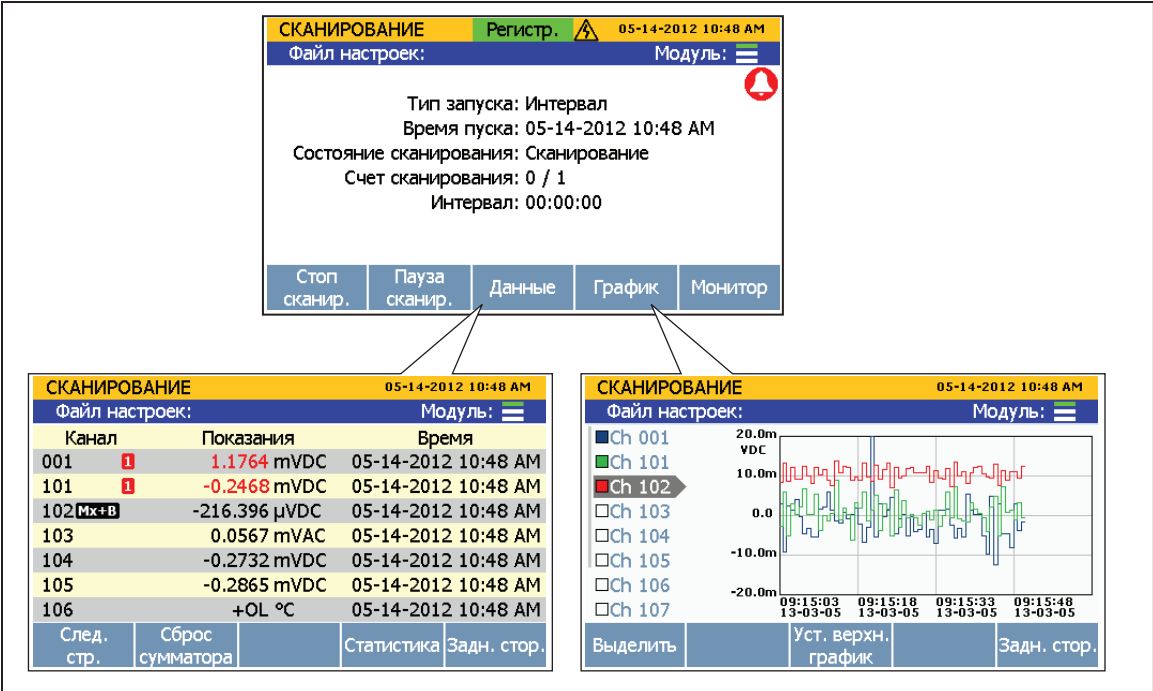 СКАНИРОВАНИЕ Регистр. 05-14-2012 10:48 AM
Файл настроек: Модуль:
Тип запуска: Интервал
Время пуска: 05-14-2012 10:48 AM
Состояние сканирования: Сканирование
Счет сканирования: 0 / 1
Интервал: 00:00:00
Стоп сканир. Пауза сканир. Данные График Монитор
СКАНИРОВАНИЕ 05-14-2012 10:48 AM
Файл настроек: Модуль:
Канал Показания Время
001 1 1.1764 mVDC 05-14-2012 10:48 AM
101 1 -0.2468 mVDC 05-14-2012 10:48 AM
102 Mx+B -216.396 µVDC 05-14-2012 10:48 AM
103 0.0567 mVAC 05-14-2012 10:48 AM
104 -0.2732 mVDC 05-14-2012 10:48 AM
105 -0.2865 mVDC 05-14-2012 10:48 AM
106 +OL °C 05-14-2012 10:48 AM
След. стр. Сброс сумматора Статистика Задн. стор.
СКАНИРОВАНИЕ 05-14-2012 10:48 AM
Файл настроек: Модуль:
Ch 001
Ch 101
Ch 102
Ch 103
Ch 104
Ch 105
Ch 106
Ch 107
20.0m
VDC
10.0m
0.0
-10.0m
-20.0m
09:15:03 09:15:18 09:15:33 09:15:48
13-03-05 13-03-05 13-03-05 13-03-05
Выделить Уст. верхн. график Задн. стор.